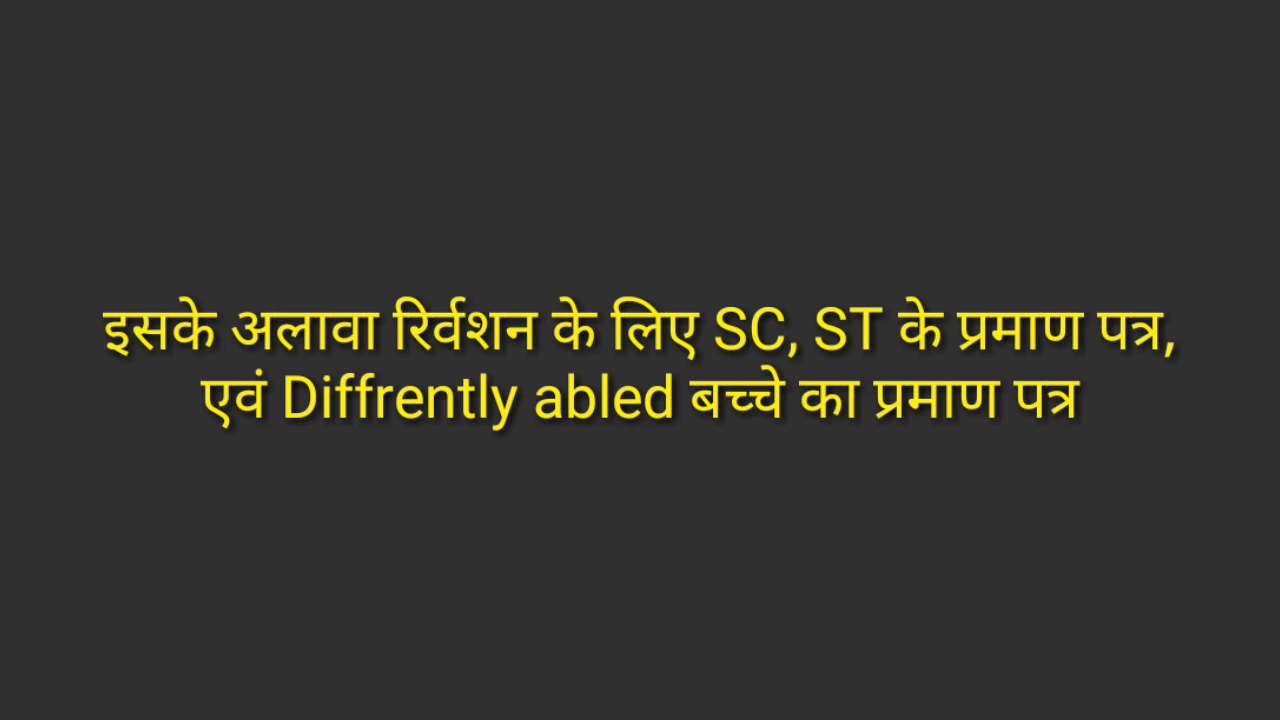 इसके अलावा रिर्वशन के लिए SC, ST के प्रमाण पत्र,
एवं Diffrently abled बच्चे का प्रमाण पत्र